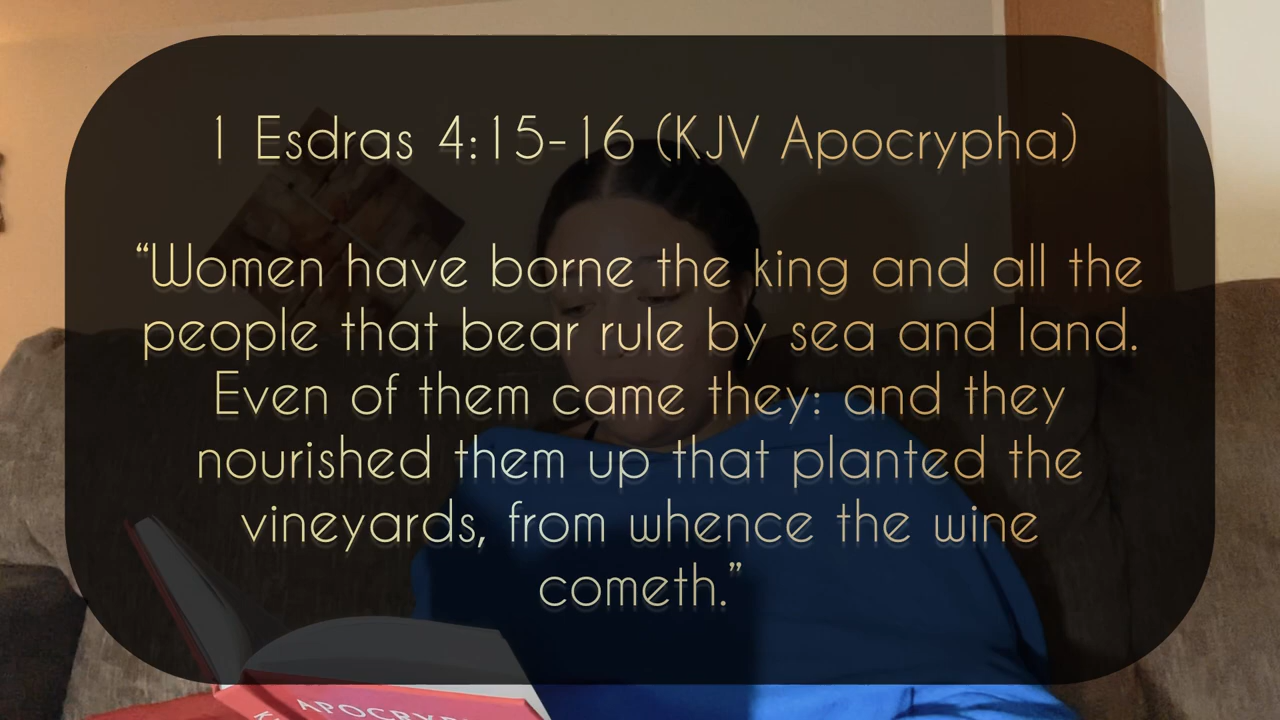 1 Esdras 4:15-16 (KJV Apocrypha)
“Women have borne the king and all the
people that bear rule by sea and land.
Even of them came they: and they
nourished them up that planted the
vineyards, from whence the wine
cometh.”